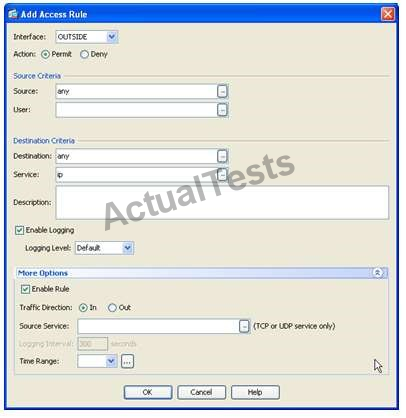 Add Access Rule
Interface: OUTSIDE
Action: Permit Deny
Source Criteria
Source: any
User:
Destination Criteria
Destination: any
Service: ip
Description:
ActualTests
Enable Logging
Logging Level: Default
More Options
Enable Rule
Traffic Direction: In Out
Source Service: (TCP or UDP service only)
Logging Interval: 300 seconds
Time Range:
OK Cancel Help